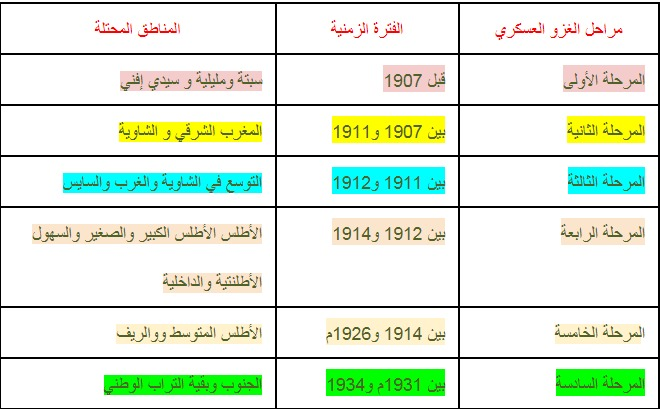 مراحل الغزو العسكري الفترة الزمنية المناطق المحتلة
المرحلة الأولى قبل 1907 سبتة ومليلية و سيدي إفني
المرحلة الثانية بين 1907 و1911 المغرب الشرقي و الشاوية
المرحلة الثالثة بين 1911 و1912 التوسع في الشاوية والغرب والسايس
المرحلة الرابعة بين 1912 و1914 الأطلس الأطلس الكبير والصغير والسهول
الأطلنتية والداخلية
المرحلة الخامسة بين 1914 و1926م الأطلس المتوسط ووالريف
المرحلة السادسة بين 1931م و1934 الجنوب وبقية التراب الوطني